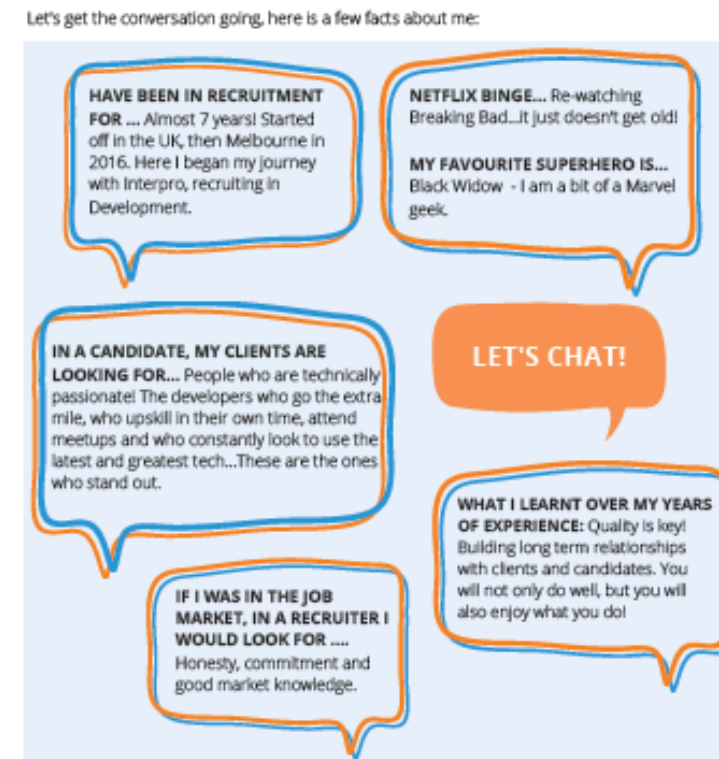 Let's get the conversation going, here is a few facts about me:
HAVE BEEN IN RECRUITMENT
FOR ... Almost 7 years! Started
off in the UK, then Melbourne in
2016. Here I began my journey
with Interpro, recruiting in
Development.
NETFLIX BINGE... Re-watching
Breaking Bad...it just doesn't get old!
MY FAVOURITE SUPERHERO IS...
Black Widow - I am a bit of a Marvel
geek.
IN A CANDIDATE, MY CLIENTS ARE
LOOKING FOR... People who are technically
passionate! The developers who go the extra
mile, who upskill in their own time, attend
meetups and who constantly look to use the
latest and greatest tech...These are the ones
who stand out.
LET'S CHAT!
WHAT I LEARNT OVER MY YEARS
OF EXPERIENCE: Quality is key!
Building long term relationships
with clients and candidates. You
will not only do well, but you will
also enjoy what you do!
IF I WAS IN THE JOB
MARKET, IN A RECRUITER I
WOULD LOOK FOR ....
Honesty, commitment and
good market knowledge.